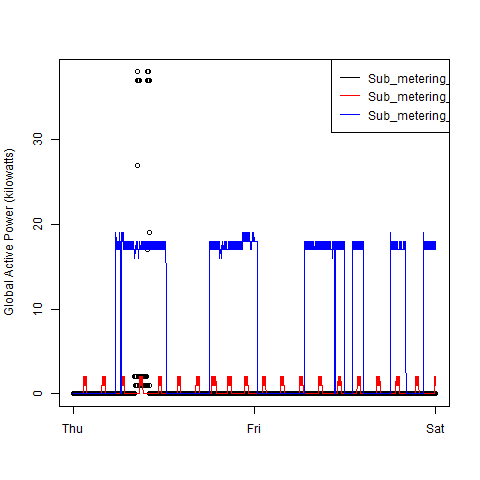 Sub_metering_
Sub_metering_
Sub_metering_
Global Active Power (kilowatts)
30
20
10
0
Thu
Fri
Sat